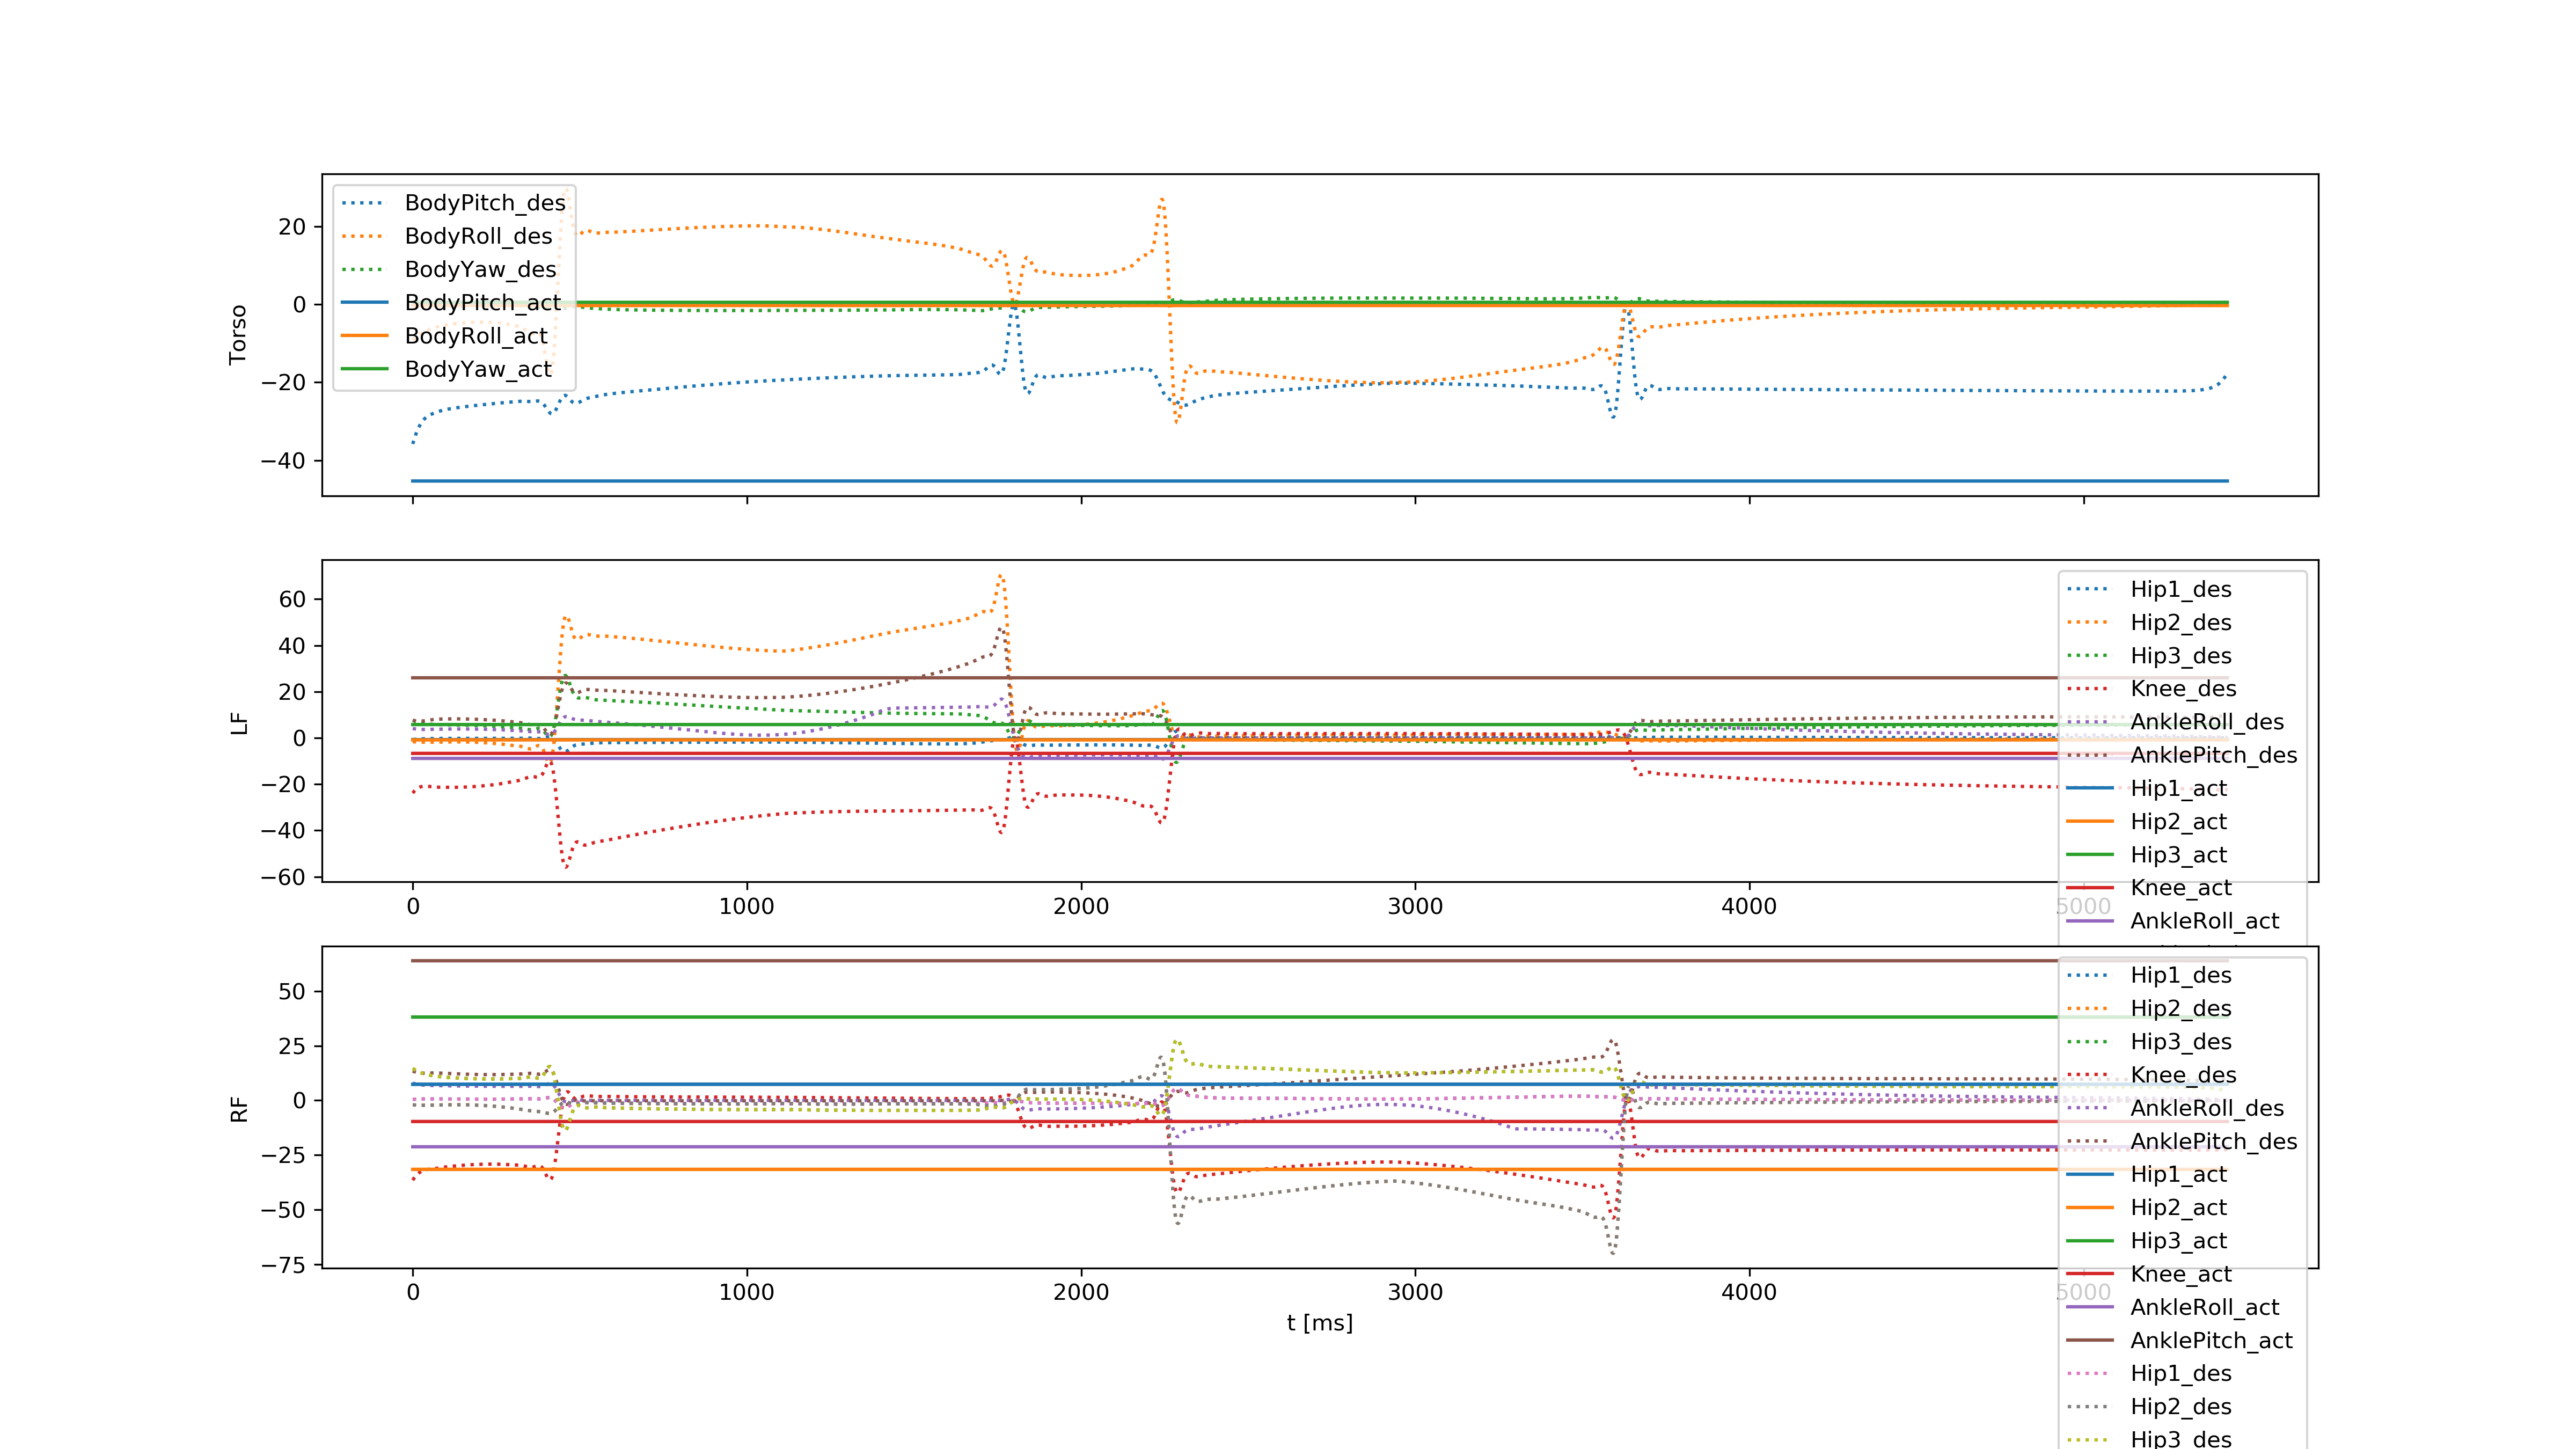 Torso
20
0
−20
−40
BodyPitch_des
BodyRoll_des
BodyYaw_des
BodyPitch_act
BodyRoll_act
BodyYaw_act
LF
60
40
20
0
−20
−40
−60
0 1000 2000 3000 4000 5000
Hip1_des
Hip2_des
Hip3_des
Knee_des
AnkleRoll_des
AnklePitch_des
Hip1_act
Hip2_act
Hip3_act
Knee_act
AnkleRoll_act
RF
50
25
0
−25
−50
−75
0 1000 2000 3000 4000 5000
t [ms]
Hip1_des
Hip2_des
Hip3_des
Knee_des
AnkleRoll_des
AnklePitch_des
Hip1_act
Hip2_act
Hip3_act
Knee_act
AnkleRoll_act
AnklePitch_act
Hip1_des
Hip2_des
Hip3_des